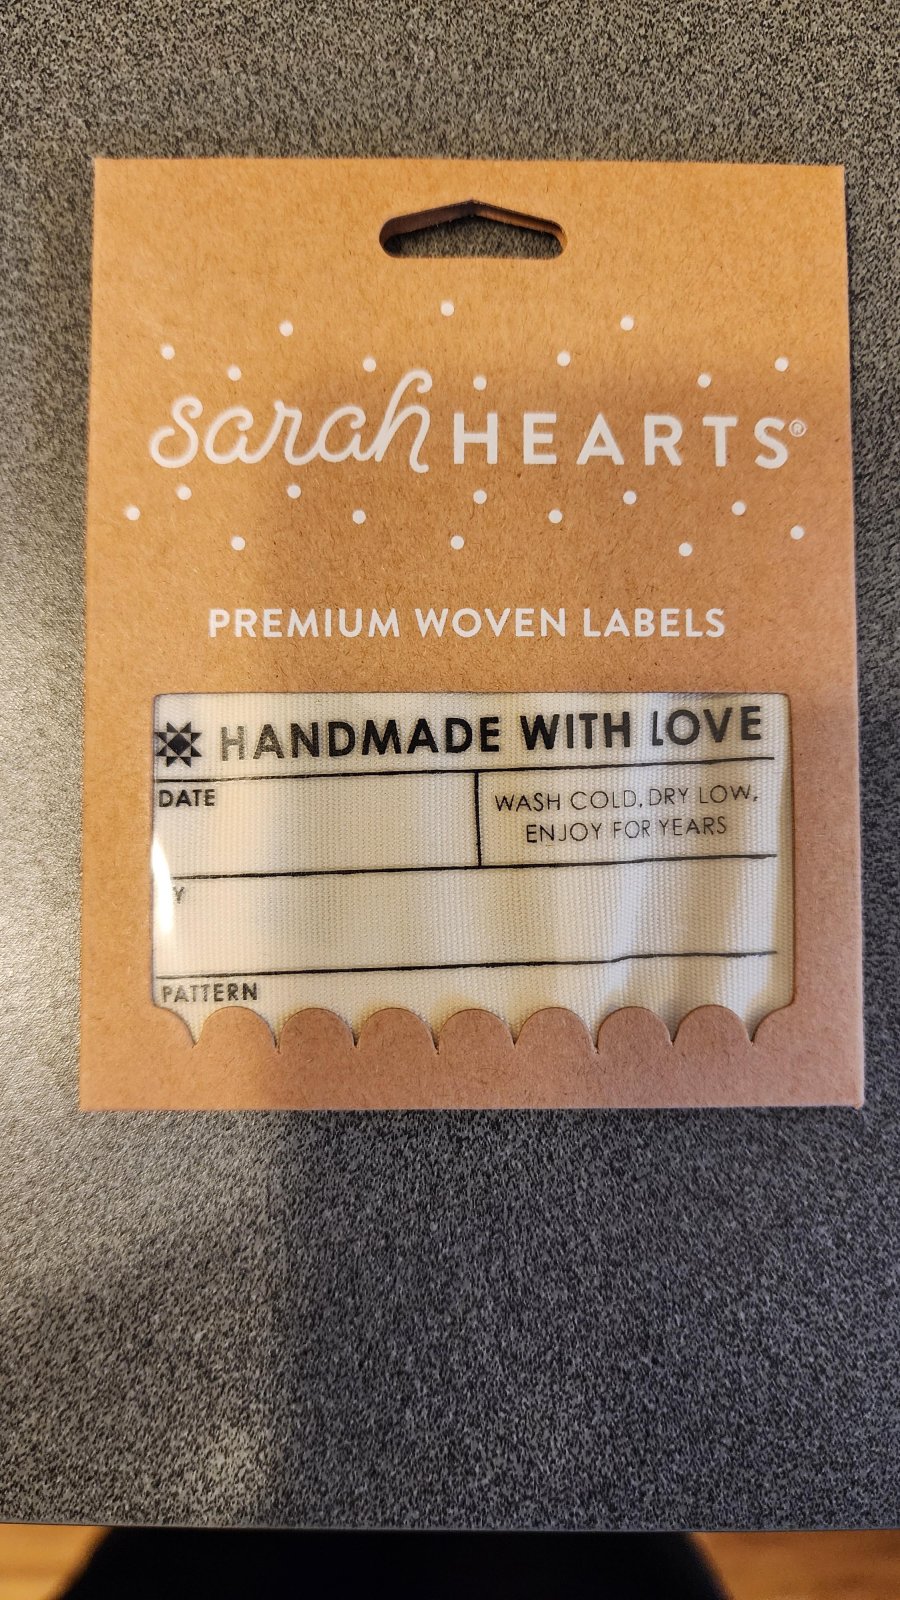 sarah HEARTS®
PREMIUM WOVEN LABELS
HANDMADE WITH LOVE
DATE
WASH COLD, DRY LOW,
ENJOY FOR YEARS
PATTERN